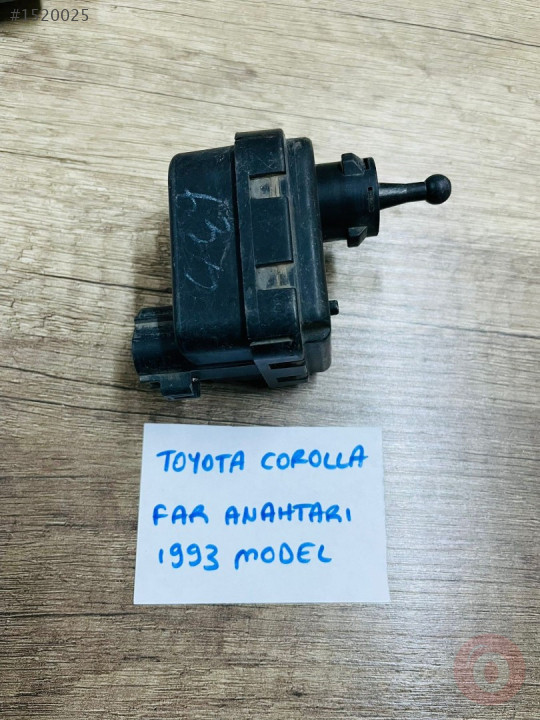 #1520025
TOYOTA COROLLA
FAR ANAHTARI
1993 MODEL